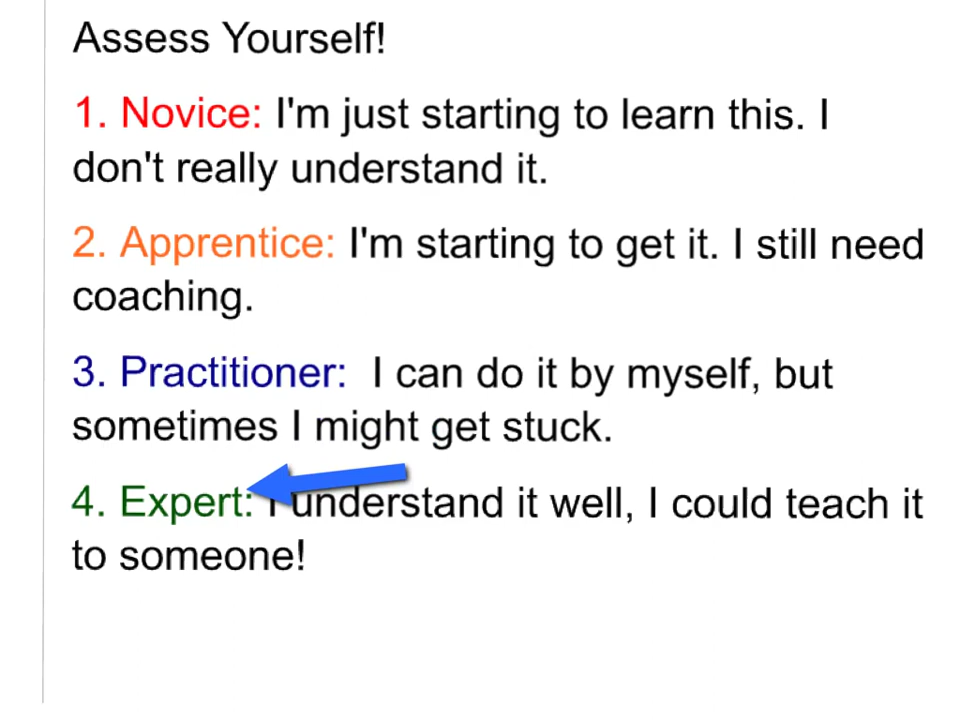 Assess Yourself!
1. Novice: I'm just starting to learn this. I
don't really understand it.
2. Apprentice: I'm starting to get it. I still need
coaching.
3. Practitioner:  I can do it by myself, but
sometimes I might get stuck.
4. Expert: I understand it well, I could teach it
to someone!